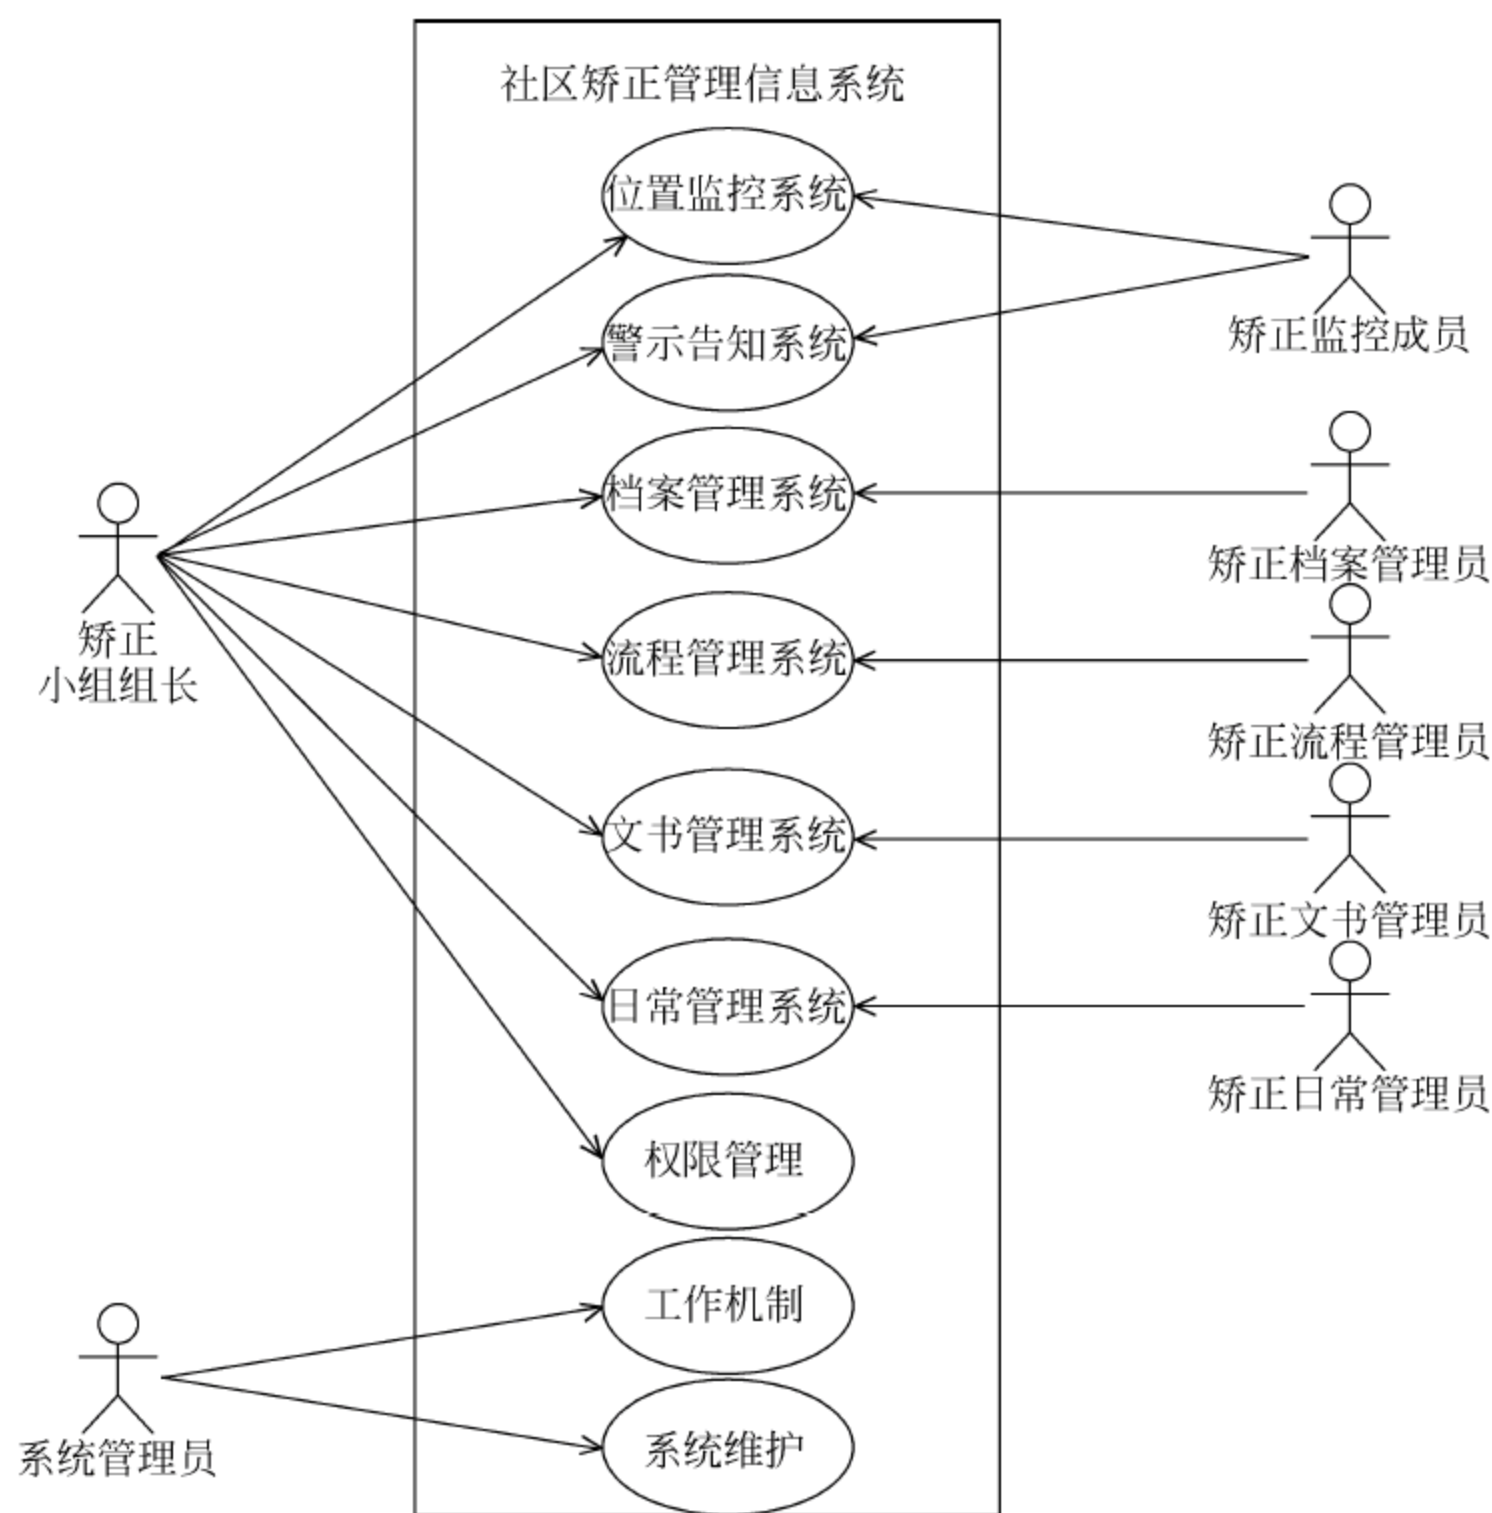 社区矫正管理信息系统
位置监控系统
矫正监控成员
警示告知系统
档案管理系统
矫正档案管理员
矫正
小组组长
流程管理系统
矫正流程管理员
文书管理系统
矫正文书管理员
日常管理系统
矫正日常管理员
权限管理
工作机制
系统管理员
系统维护